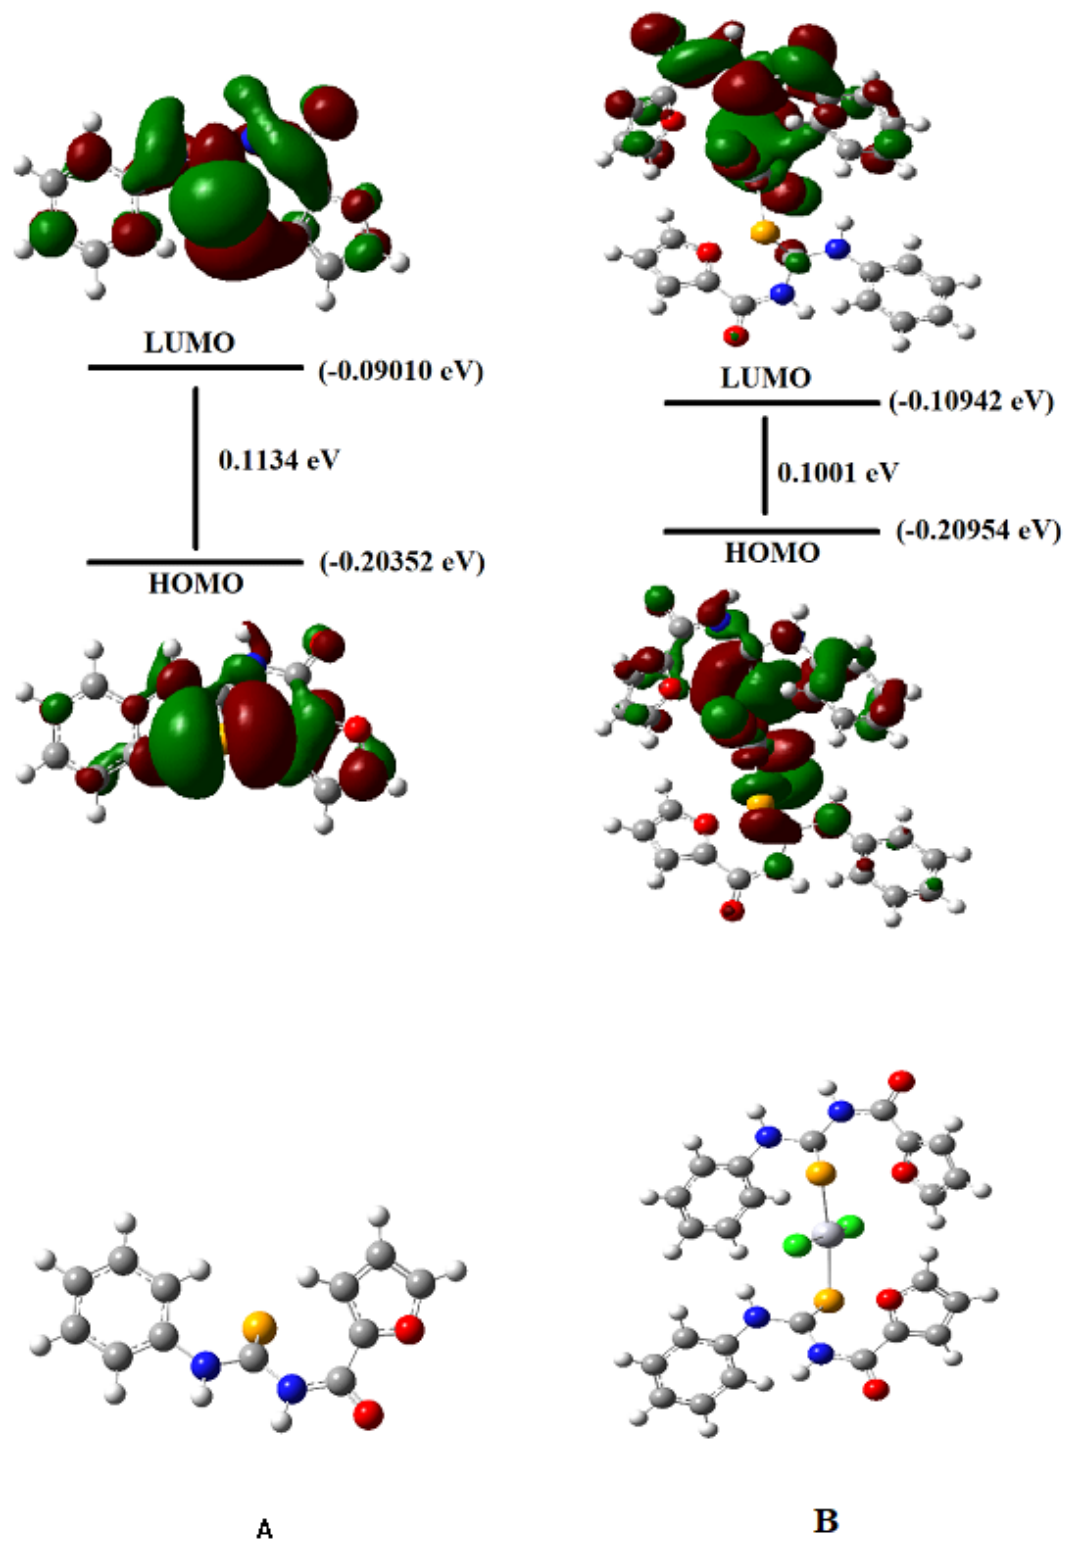 LUMO
(-0.09010 eV)
0.1134 eV
(-0.20352 eV)
HOMO
LUMO
(-0.10942 eV)
0.1001 eV
(-0.20954 eV)
HOMO
A
B